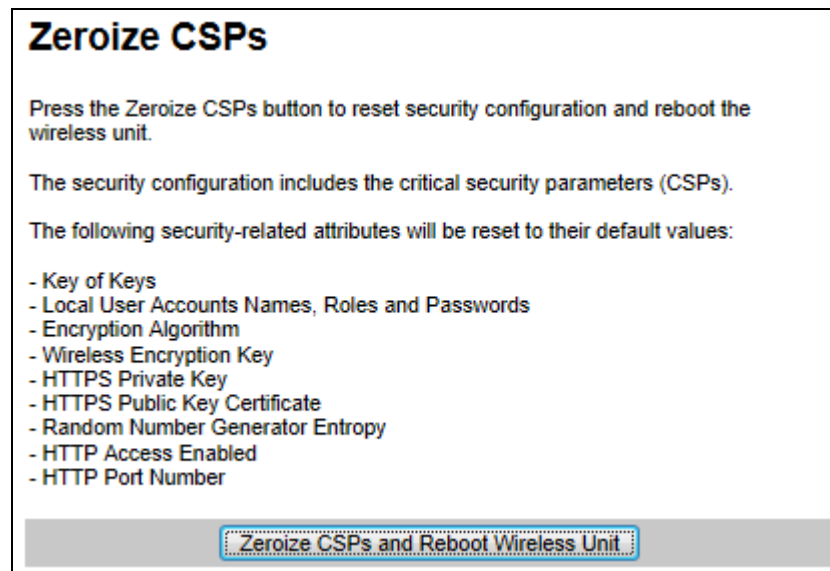 Zeroize CSPs
Press the Zeroize CSPs button to reset security configuration and reboot the
wireless unit.
The security configuration includes the critical security parameters (CSPs).
The following security-related attributes will be reset to their default values:
- Key of Keys
- Local User Accounts Names, Roles and Passwords
- Encryption Algorithm
- Wireless Encryption Key
- HTTPS Private Key
- HTTPS Public Key Certificate
- Random Number Generator Entropy
- HTTP Access Enabled
- HTTP Port Number
Zeroize CSPs and Reboot Wireless Unit